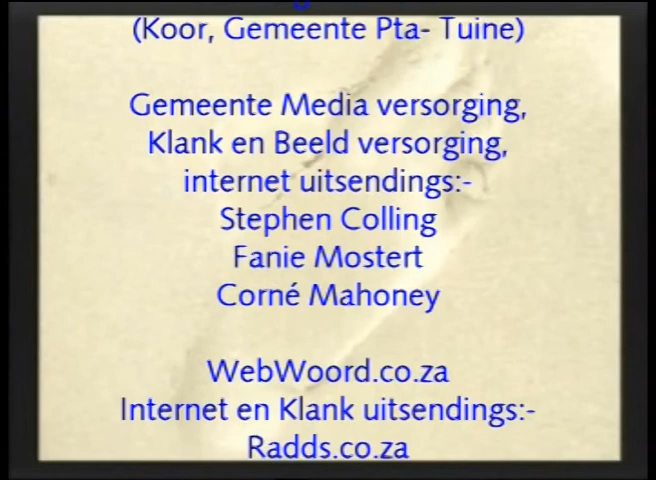 (Koor, Gemeente Pta- Tuine)
Gemeente Media versorging,
Klank en Beeld versorging,
internet uitsendings:-
Stephen Colling
Fanie Mostert
Corné Mahoney
WebWoord.co.za
Internet en Klank uitsendings:-
Radds.co.za